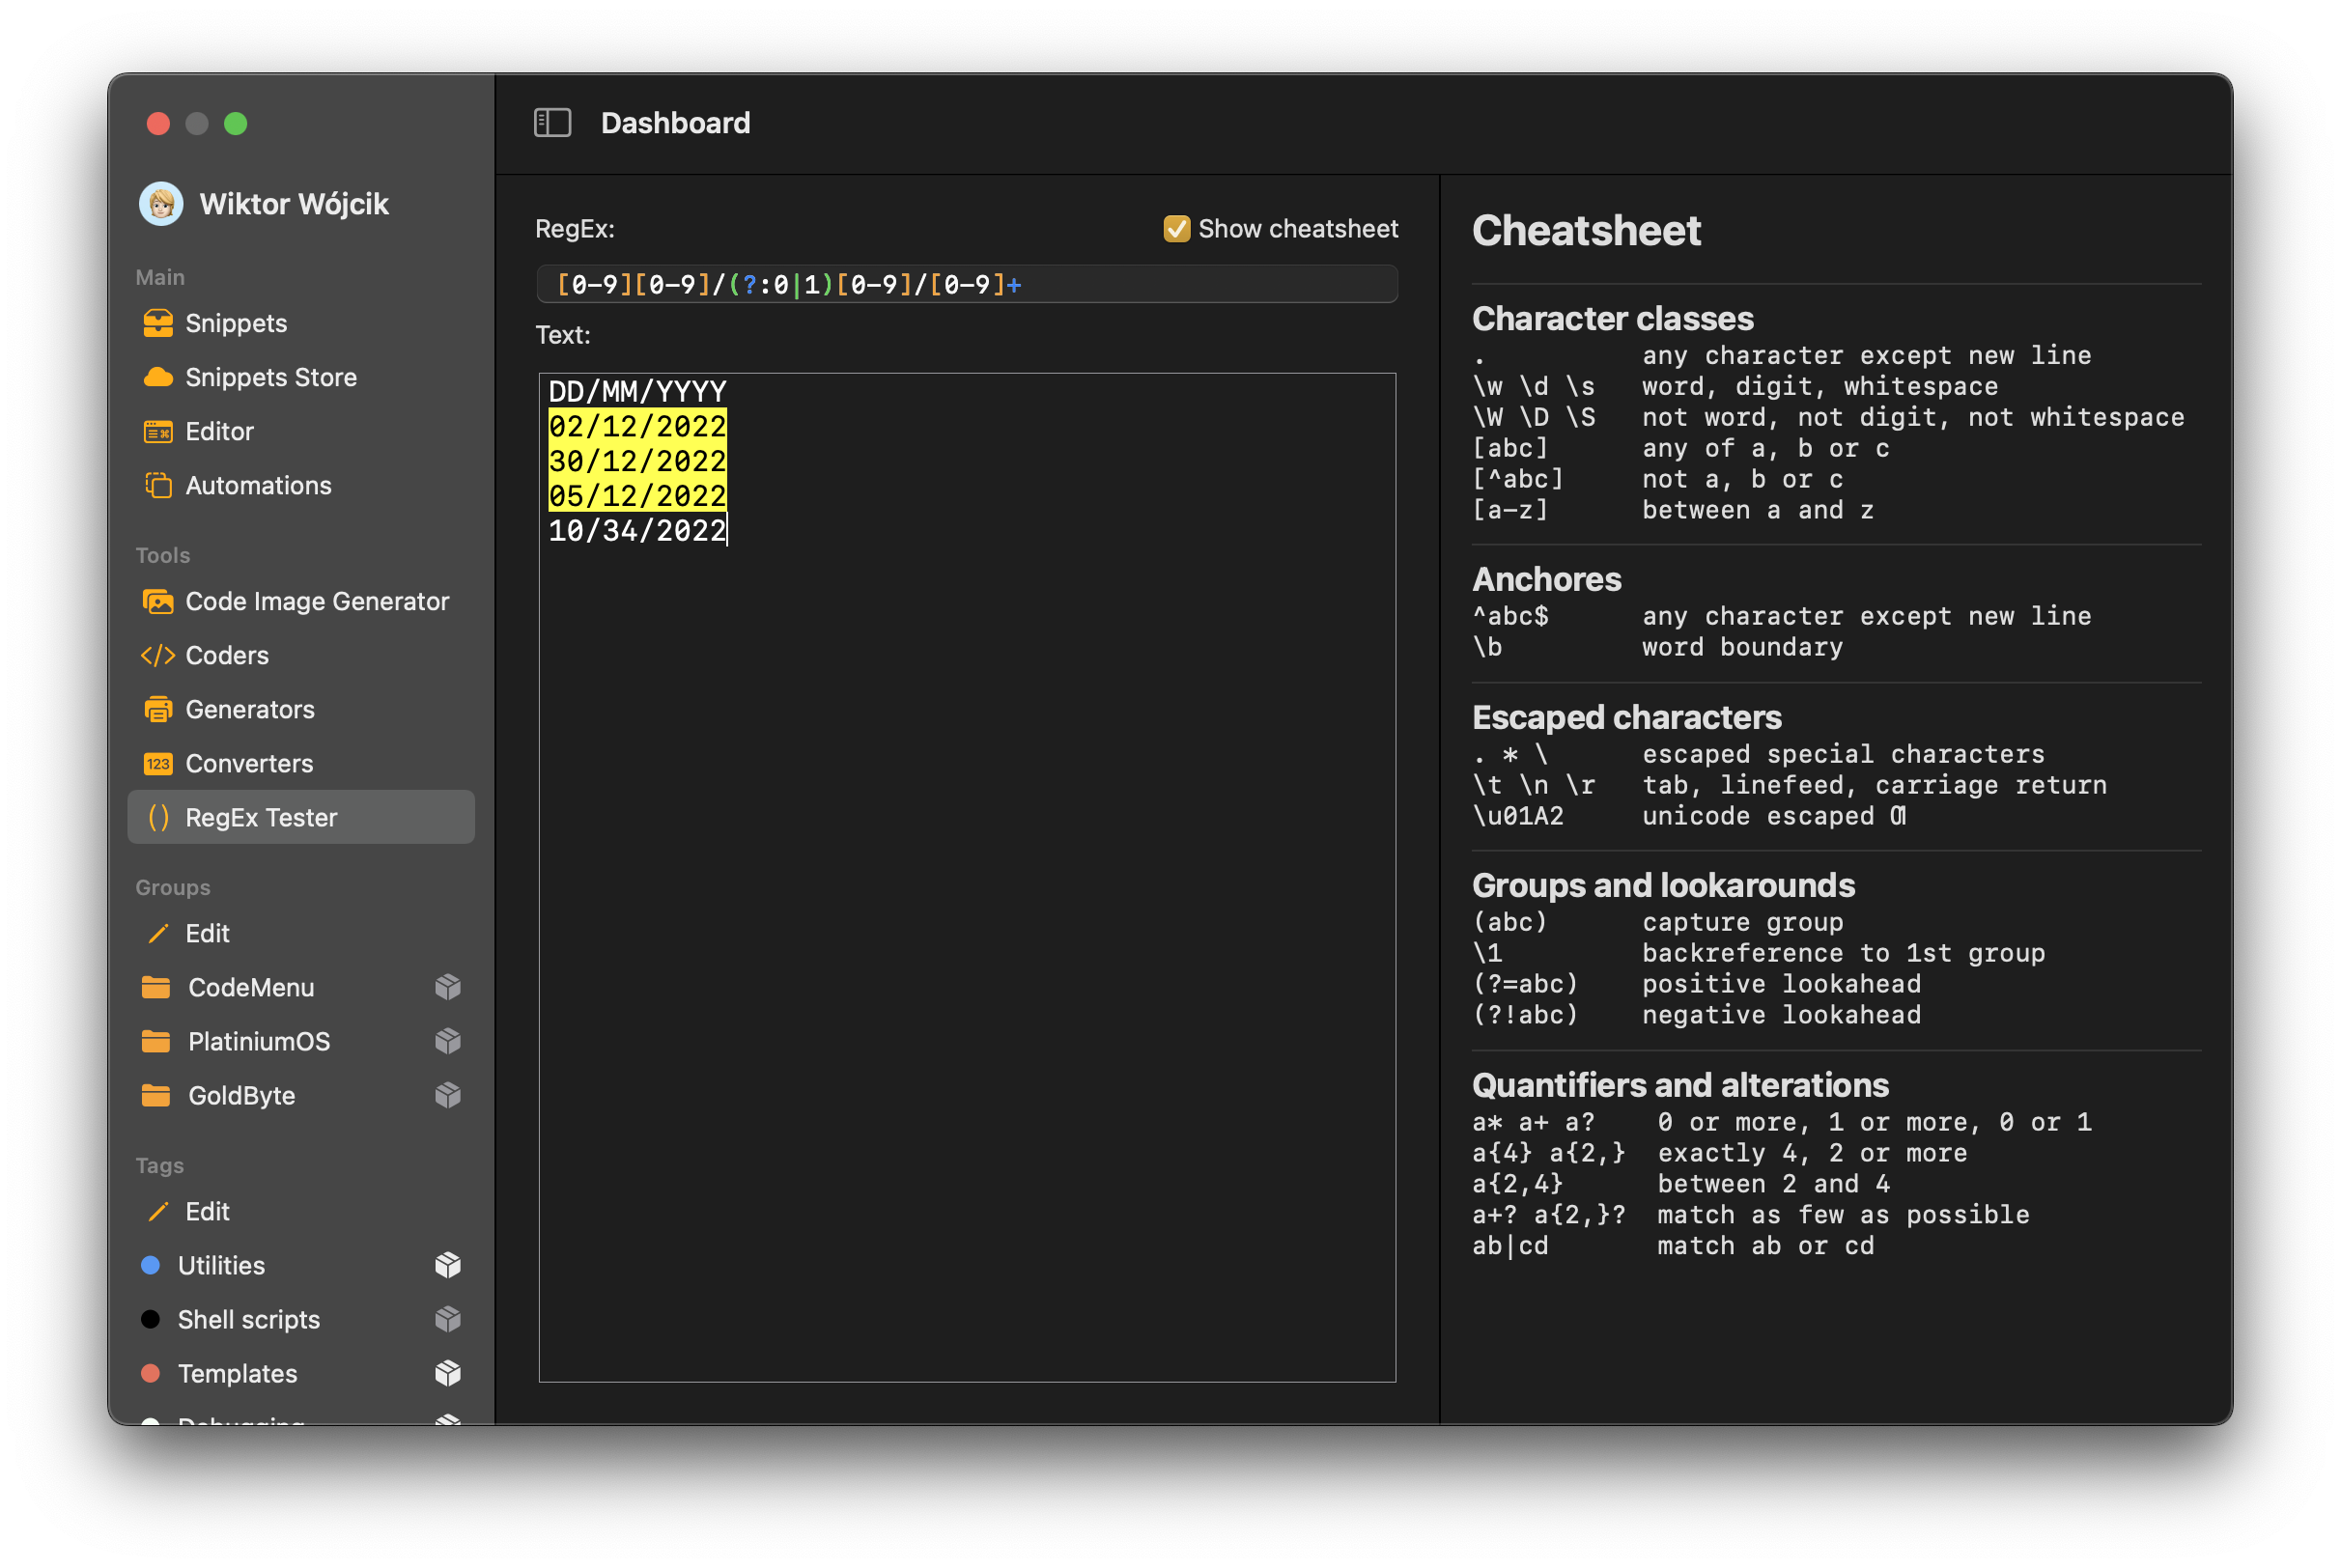 Dashboard
Wiktor Wójcik
Main
Snippets
Snippets Store
Editor
Automations
Tools
Code Image Generator
Coders
Generators
123 Converters
() RegEx Tester
Groups
Edit
CodeMenu
PlatiniumOS
GoldByte
Tags
Edit
Utilities
Shell scripts
Templates
RegEx:
Show cheatsheet
[0-9][0-9]/(?:0|1)[0-9]/[0-9]+
Text:
DD/MM/YYYY
02/12/2022
30/12/2022
05/12/2022
10/34/2022
Cheatsheet
Character classes
. any character except new line
\w \d \s word, digit, whitespace
\W \D \S not word, not digit, not whitespace
[abc] any of a, b or c
[^abc] not a, b or c
[a-z] between a and z
Anchores
^abc$ any character except new line
\b word boundary
Escaped characters
. * \ escaped special characters
\t \n \r tab, linefeed, carriage return
\u01A2 unicode escaped Ƣ
Groups and lookarounds
(abc) capture group
\1 backreference to 1st group
(?=abc) positive lookahead
(?!abc) negative lookahead
Quantifiers and alterations
a* a+ a? 0 or more, 1 or more, 0 or 1
a{4} a{2,} exactly 4, 2 or more
a{2,4} between 2 and 4
a+? a{2,}? match as few as possible
ab|cd match ab or cd